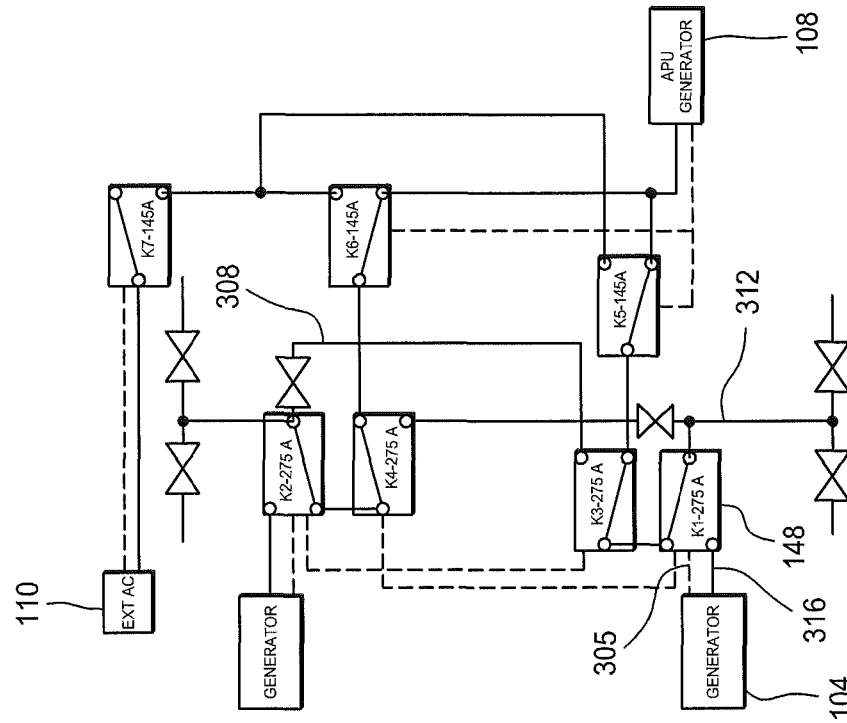 110
EXT AC
K7-145A
308
K6-145A
APU
GENERATOR
108
K5-145A
K2-275 A
K4-275 A
312
K3-275 A
K1-275 A
148
GENERATOR
305
316
GENERATOR
104